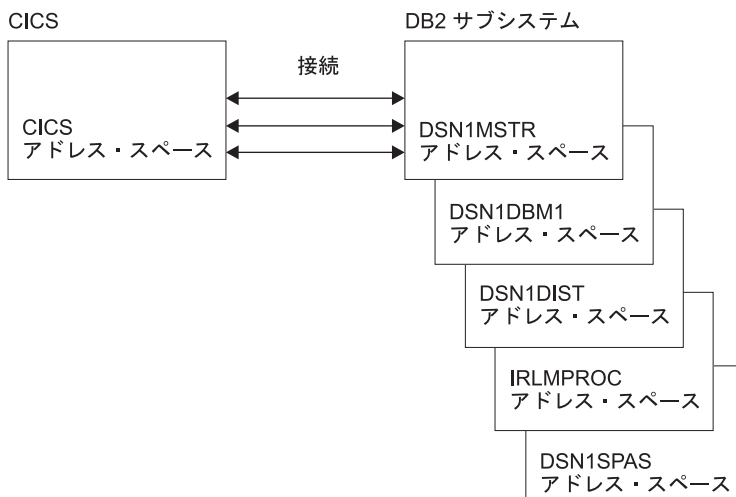 CICS
DB2 サブシステム
接続
CICS
アドレス・スペース
DSN1MSTR
アドレス・スペース
DSN1DBM1
アドレス・スペース
DSN1DIST
アドレス・スペース
IRLMPROC
アドレス・スペース
DSN1SPAS
アドレス・スペース